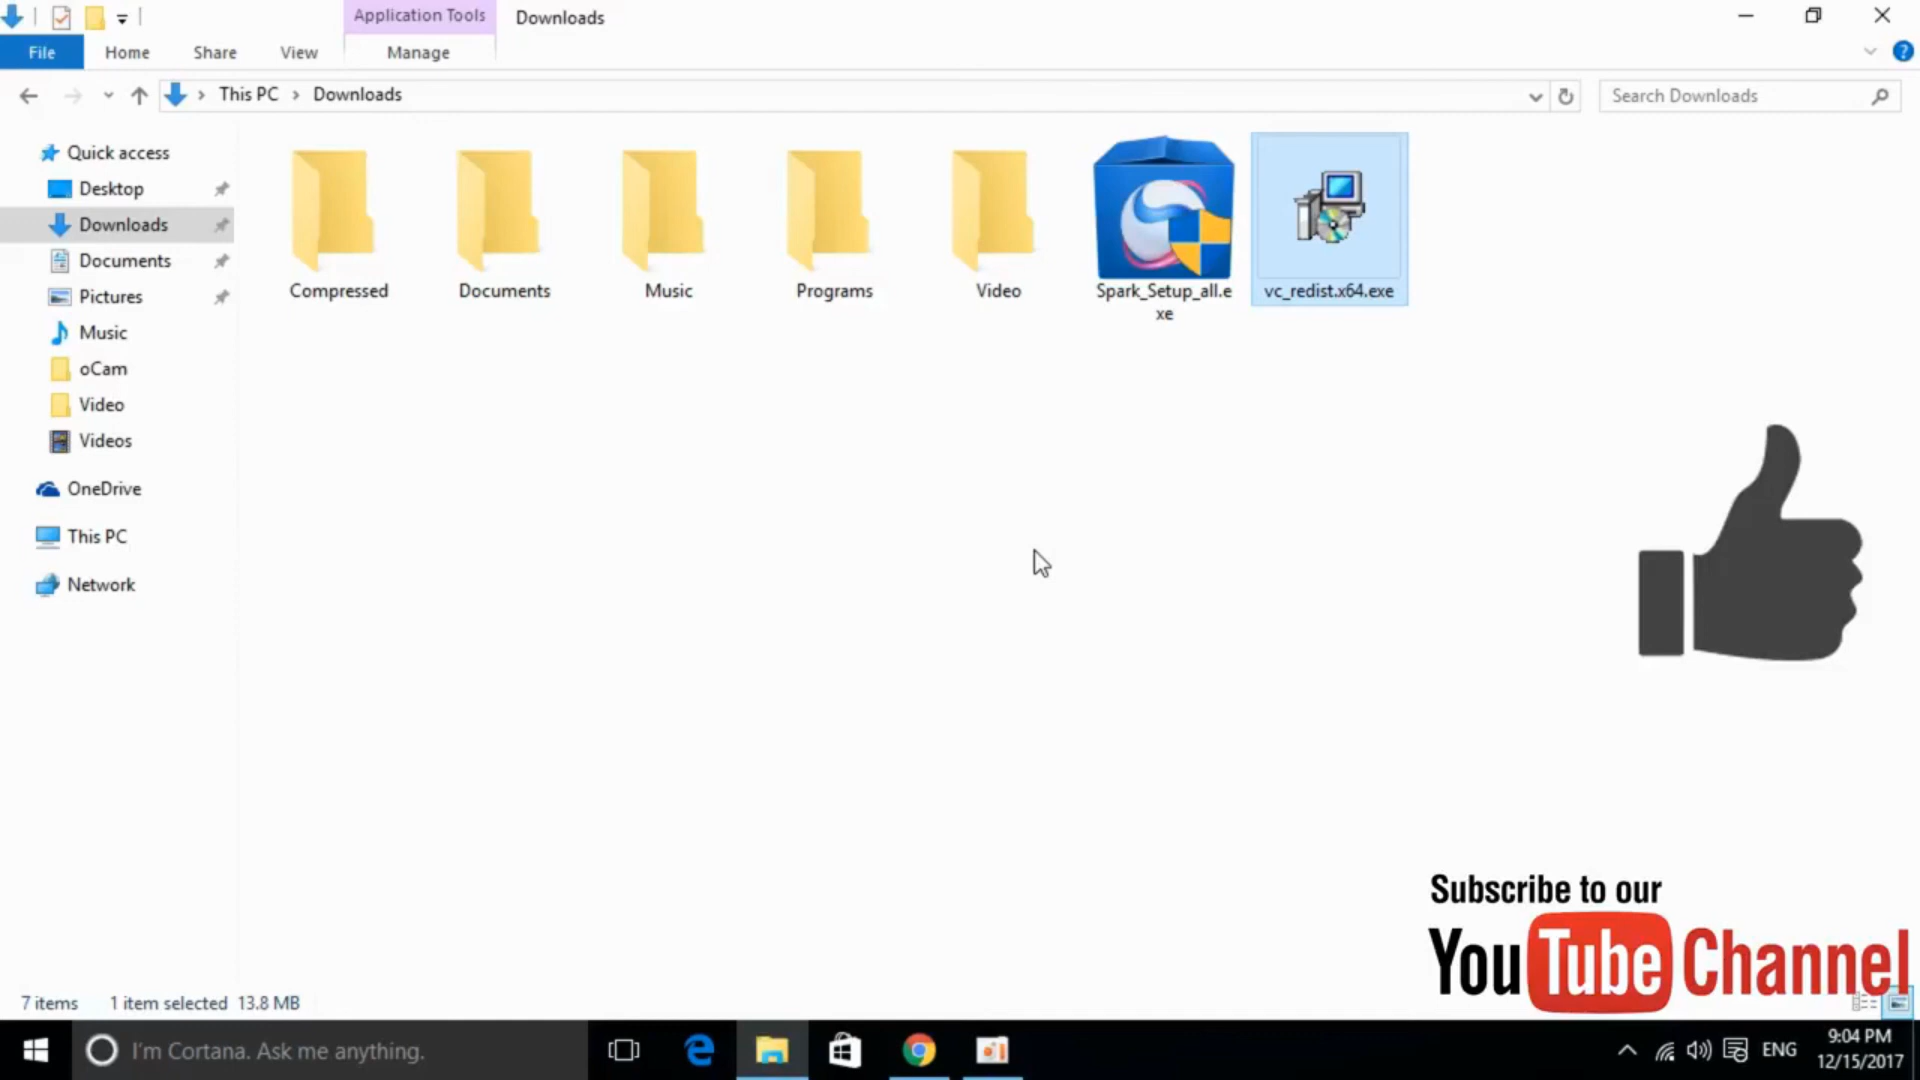 Application Tools
Downloads
File
Home
Share
View
Manage
?
This PC
Downloads
Search Downloads
Quick access
Desktop
Downloads
Documents
Pictures
Music
oCam
Video
Videos
OneDrive
This PC
Network
Compressed
Documents
Music
Programs
Video
Spark_Setup_all.e
xe
vc_redist.x64.exe
Subscribe to our
YouTube Channel
7 items
1 item selected 13.8 MB
I'm Cortana. Ask me anything.
ENG
9:04 PM
12/15/2017